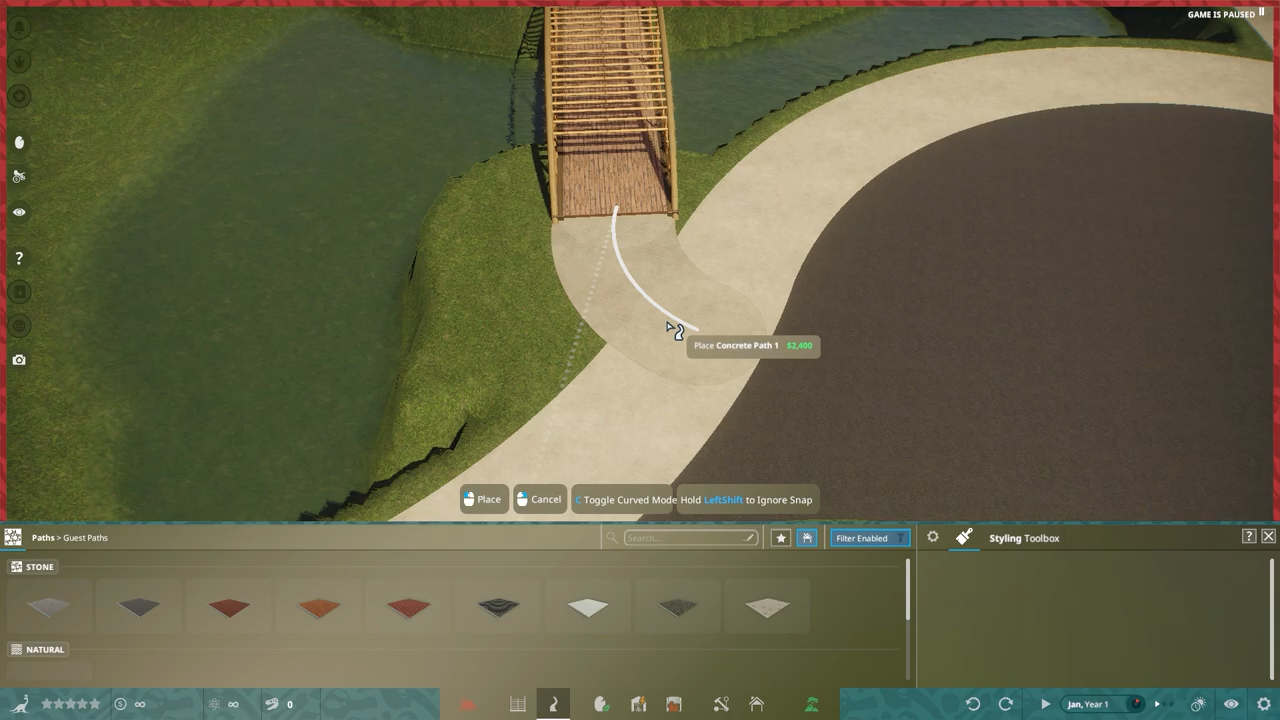 GAME IS PAUSED
?
Place Concrete Path 1 $2,400
Place
Cancel
C Toggle Curved Mode
Hold LeftShift to Ignore Snap
Paths > Guest Paths
Search...
Filter Enabled
Styling Toolbox
?
STONE
NATURAL
$ ∞
∞
0
Jan, Year 1